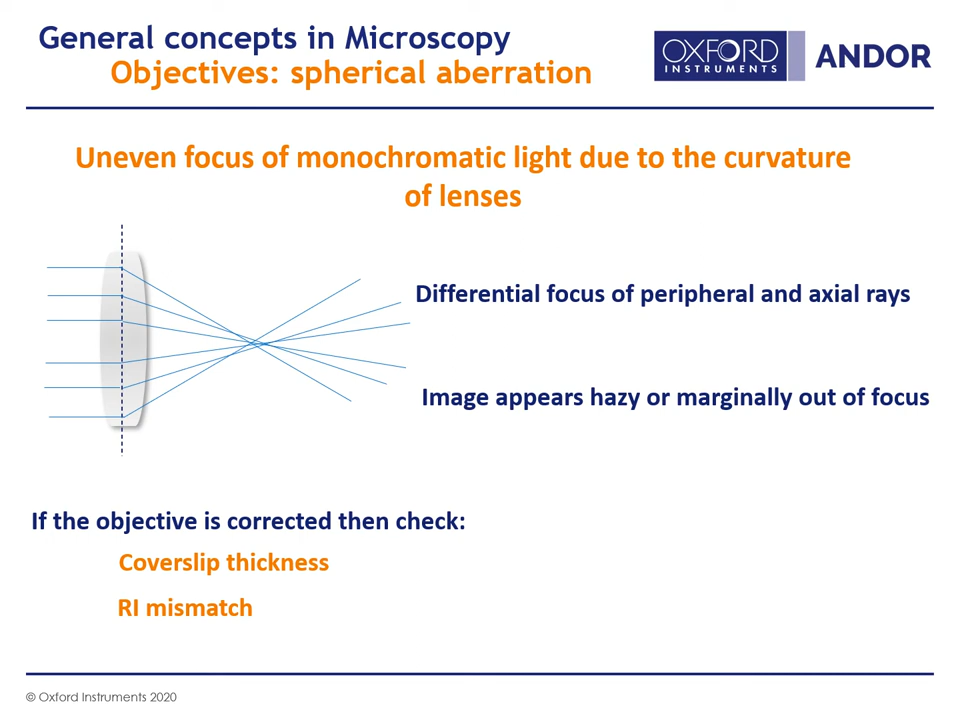 General concepts in Microscopy
Objectives: spherical aberration
OXFORD
INSTRUMENTS
ANDOR
Uneven focus of monochromatic light due to the curvature
of lenses
Differential focus of peripheral and axial rays
Image appears hazy or marginally out of focus
If the objective is corrected then check:
Coverslip thickness
RI mismatch
© Oxford Instruments 2020